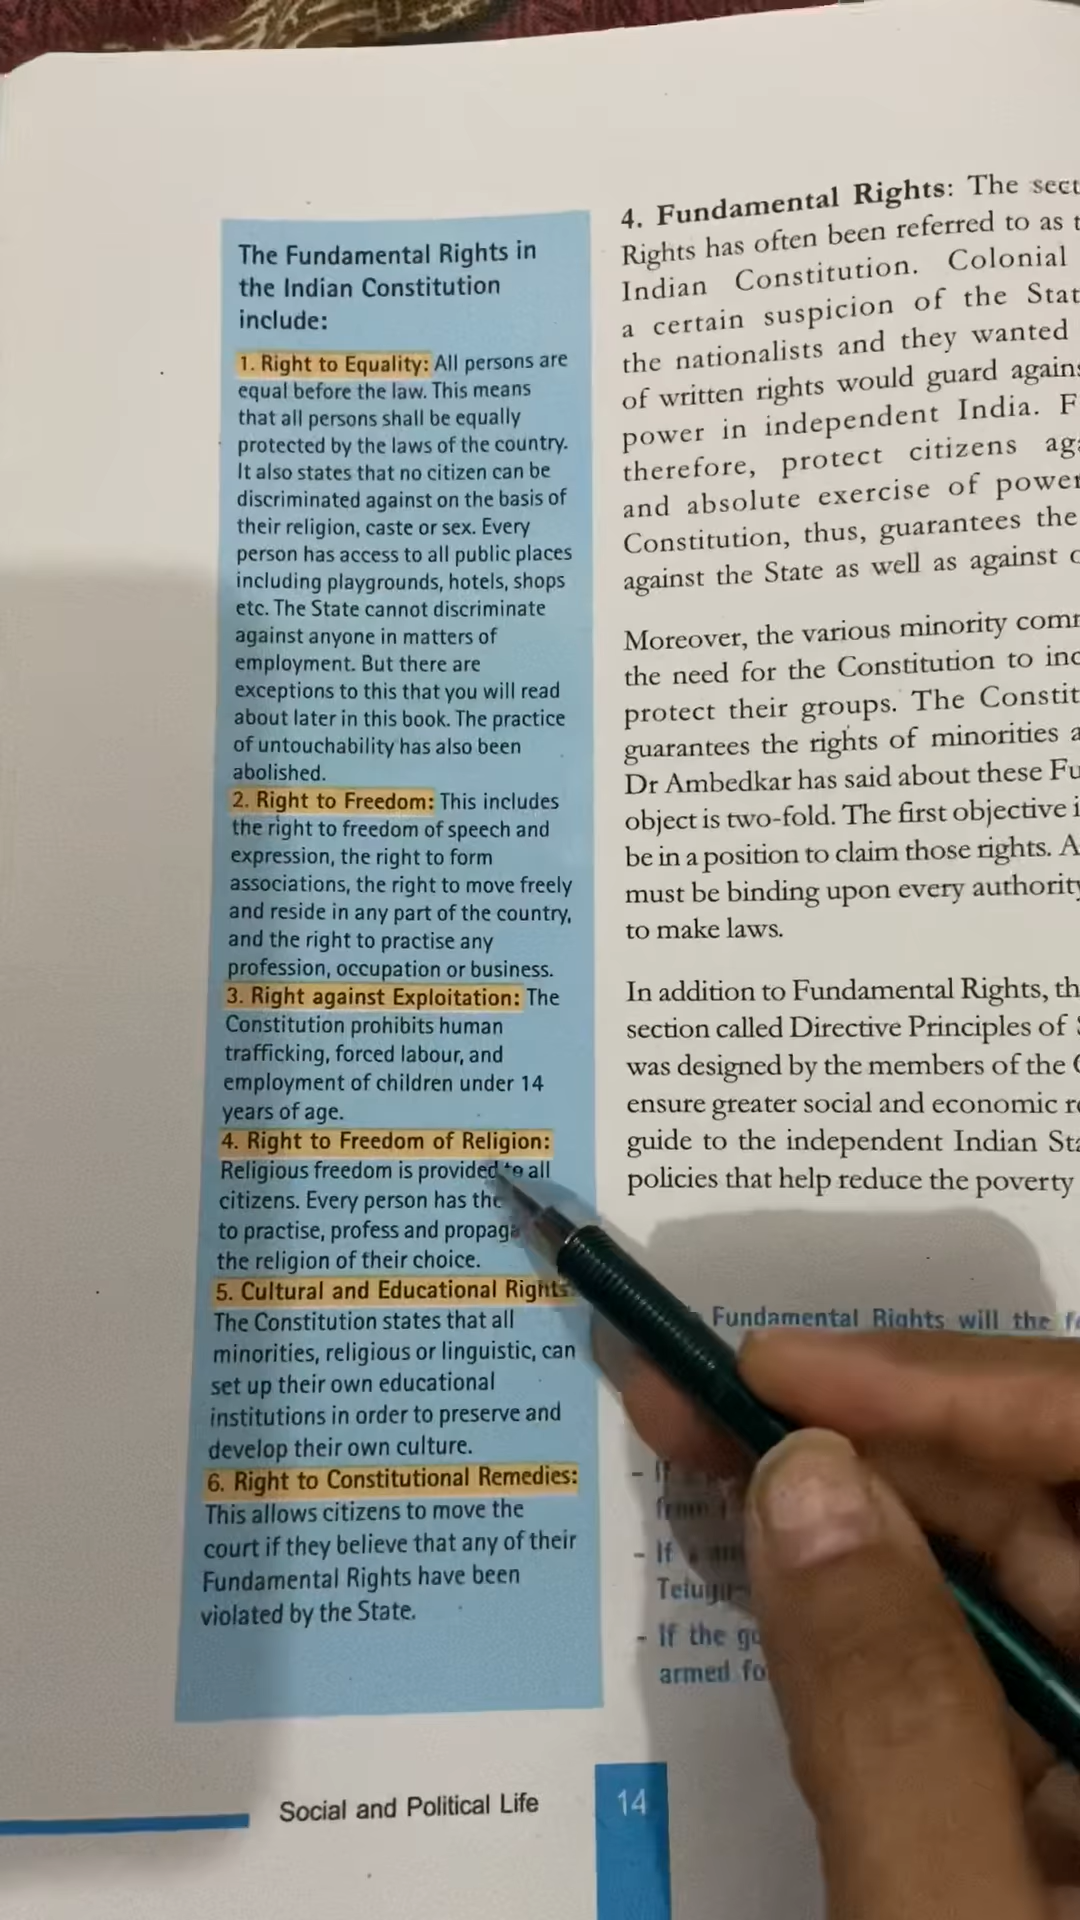 The Fundamental Rights in
the Indian Constitution
include:
1. Right to Equality: All persons are
equal before the law. This means
that all persons shall be equally
protected by the laws of the country.
It also states that no citizen can be
discriminated against on the basis of
their religion, caste or sex. Every
person has access to all public places
including playgrounds, hotels, shops
etc. The State cannot discriminate
against anyone in matters of
employment. But there are
exceptions to this that you will read
about later in this book. The practice
of untouchability has also been
abolished.
2. Right to Freedom: This includes
the right to freedom of speech and
expression, the right to form
associations, the right to move freely
and reside in any part of the country,
and the right to practise any
profession, occupation or business.
3. Right against Exploitation: The
Constitution prohibits human
trafficking, forced labour, and
employment of children under 14
years of age.
4. Right to Freedom of Religion:
Religious freedom is provided to all
citizens. Every person has the
to practise, profess and propaga
the religion of their choice.
5. Cultural and Educational Rights:
The Constitution states that all
minorities, religious or linguistic, can
set up their own educational
institutions in order to preserve and
develop their own culture.
6. Right to Constitutional Remedies:
This allows citizens to move the
court if they believe that any of their
Fundamental Rights have been
violated by the State.
4. Fundamental Rights: The sect
Rights has often been referred to as t
Indian Constitution. Colonial
a certain suspicion of the Stat
the nationalists and they wanted
of written rights would guard agains
power in independent India. F
therefore, protect citizens aga
and absolute exercise of power
Constitution, thus, guarantees the
against the State as well as against o
Moreover, the various minority comm
the need for the Constitution to inc
protect their groups. The Constit
guarantees the rights of minorities a
Dr Ambedkar has said about these Fu
object is two-fold. The first objective i
be in a position to claim those rights. A
must be binding upon every authority
to make laws.
In addition to Fundamental Rights, th
section called Directive Principles of S
was designed by the members of the C
ensure greater social and economic re
guide to the independent Indian Sta
policies that help reduce the poverty
Fundamental Rights will the
- If
from
- If
Telugu-
- If the
armed fo
Social and Political Life
14